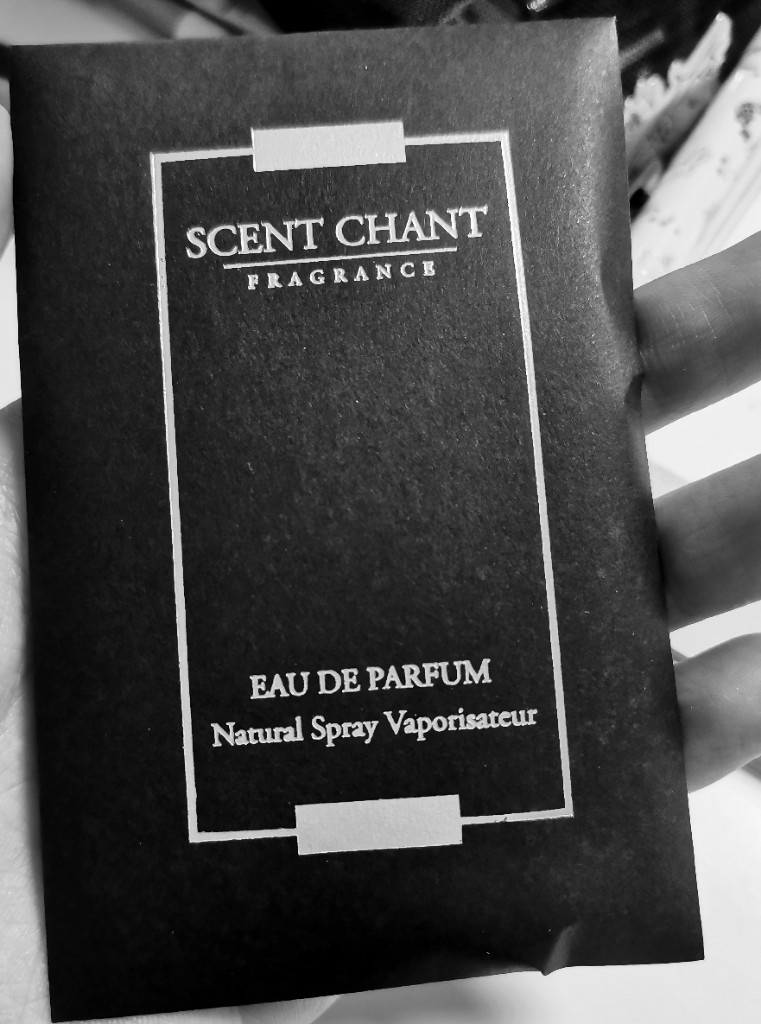 SCENT CHANT
FRAGRANCE
EAU DE PARFUM
Natural Spray Vaporisateur